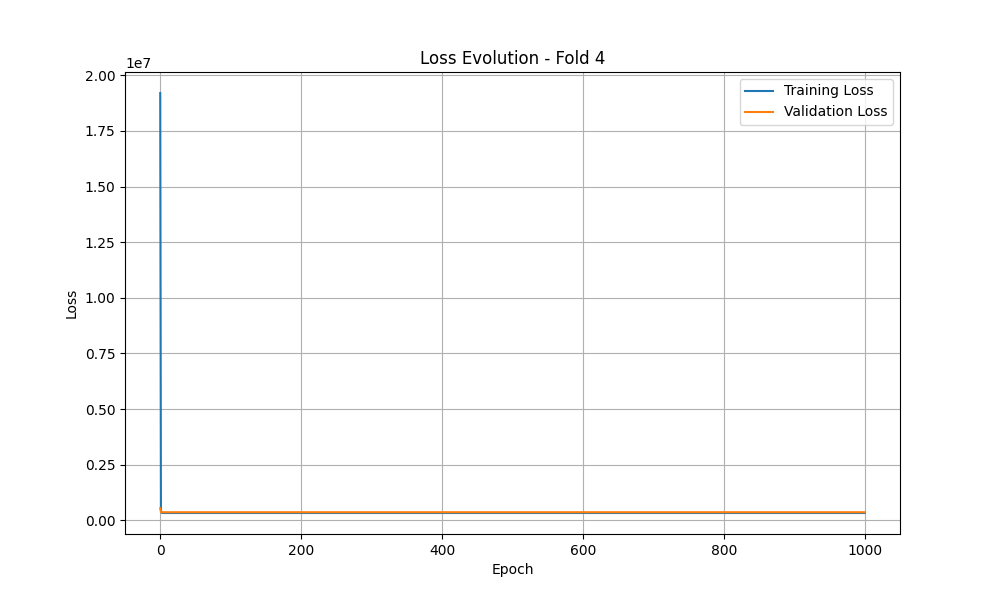 Loss Evolution - Fold 4
1e7
2.00
1.75
1.50
1.25
1.00
0.75
0.50
0.25
0.00
Loss
Training Loss
Validation Loss
0 200 400 600 800 1000
Epoch